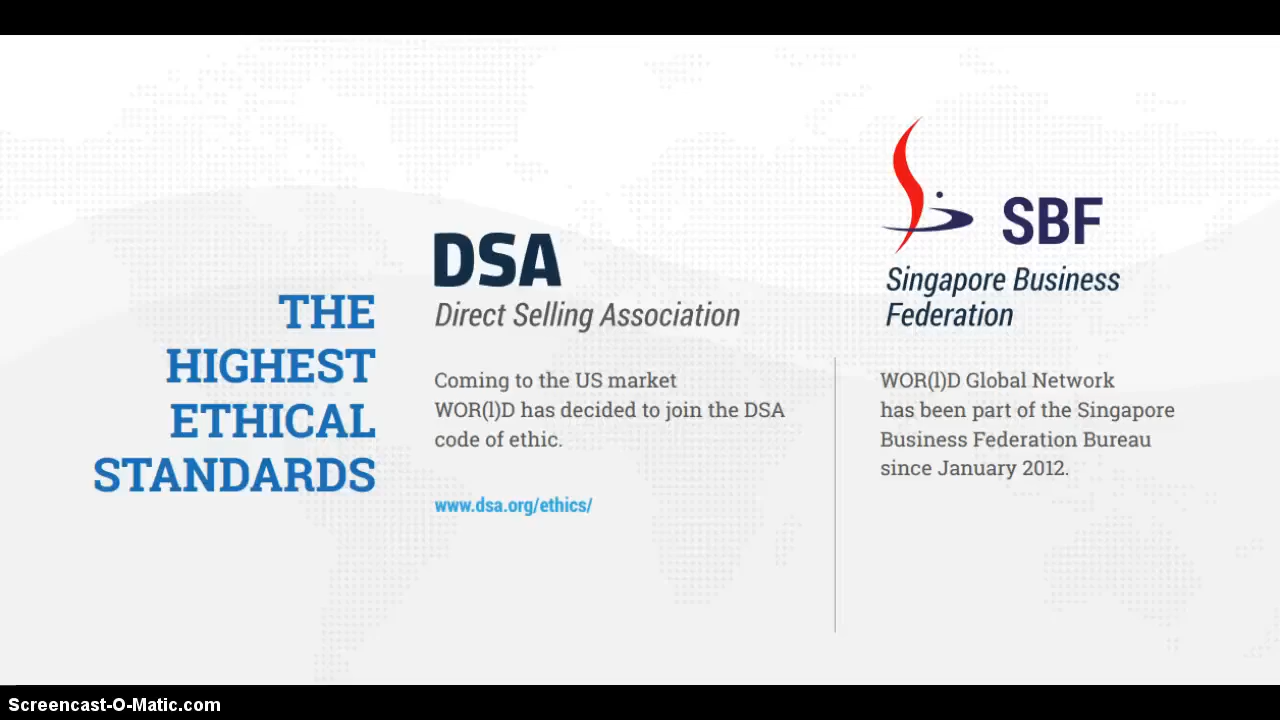 THE
HIGHEST
ETHICAL
STANDARDS
DSA
Direct Selling Association
Coming to the US market
WOR(l)D has decided to join the DSA
code of ethic.
www.dsa.org/ethics/
SBF
Singapore Business
Federation
WOR(l)D Global Network
has been part of the Singapore
Business Federation Bureau
since January 2012.
Screencast-O-Matic.com